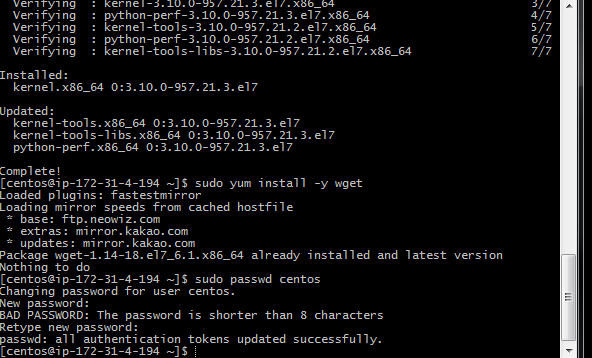 Verifying : kernel-3.10.0-957.21.3.el7.x86_64 3/7
Verifying : python-perf-3.10.0-957.21.3.el7.x86_64 4/7
Verifying : kernel-tools-3.10.0-957.21.2.el7.x86_64 5/7
Verifying : python-perf-3.10.0-957.21.2.el7.x86_64 6/7
Verifying : kernel-tools-libs-3.10.0-957.21.2.el7.x86_64 7/7
Installed:
kernel.x86_64 0:3.10.0-957.21.3.el7
Updated:
kernel-tools.x86_64 0:3.10.0-957.21.3.el7
kernel-tools-libs.x86_64 0:3.10.0-957.21.3.el7
python-perf.x86_64 0:3.10.0-957.21.3.el7
Complete!
[centos@ip-172-31-4-194 ~]$ sudo yum install -y wget
Loaded plugins: fastestmirror
Loading mirror speeds from cached hostfile
* base: ftp.neowiz.com
* extras: mirror.kakao.com
* updates: mirror.kakao.com
Package wget-1.14-18.el7_6.1.x86_64 already installed and latest version
Nothing to do
[centos@ip-172-31-4-194 ~]$ sudo passwd centos
Changing password for user centos.
New password:
BAD PASSWORD: The password is shorter than 8 characters
Retype new password:
passwd: all authentication tokens updated successfully.
[centos@ip-172-31-4-194 ~]$